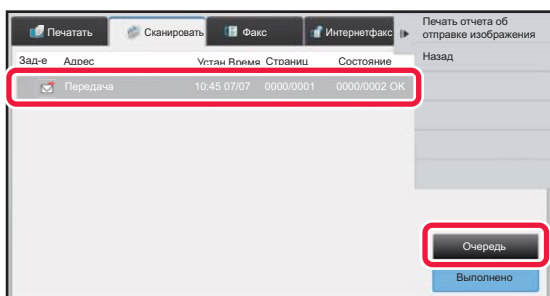 Печатать Сканировать Факс Интернетфакс
Печать отчета об
отправке изображения
Зад-е Адрес Устан Время Страниц Состояние
Назад
Передача 10:45 07/07 0000/0001 0000/0002 OK
Очередь
Выполнено